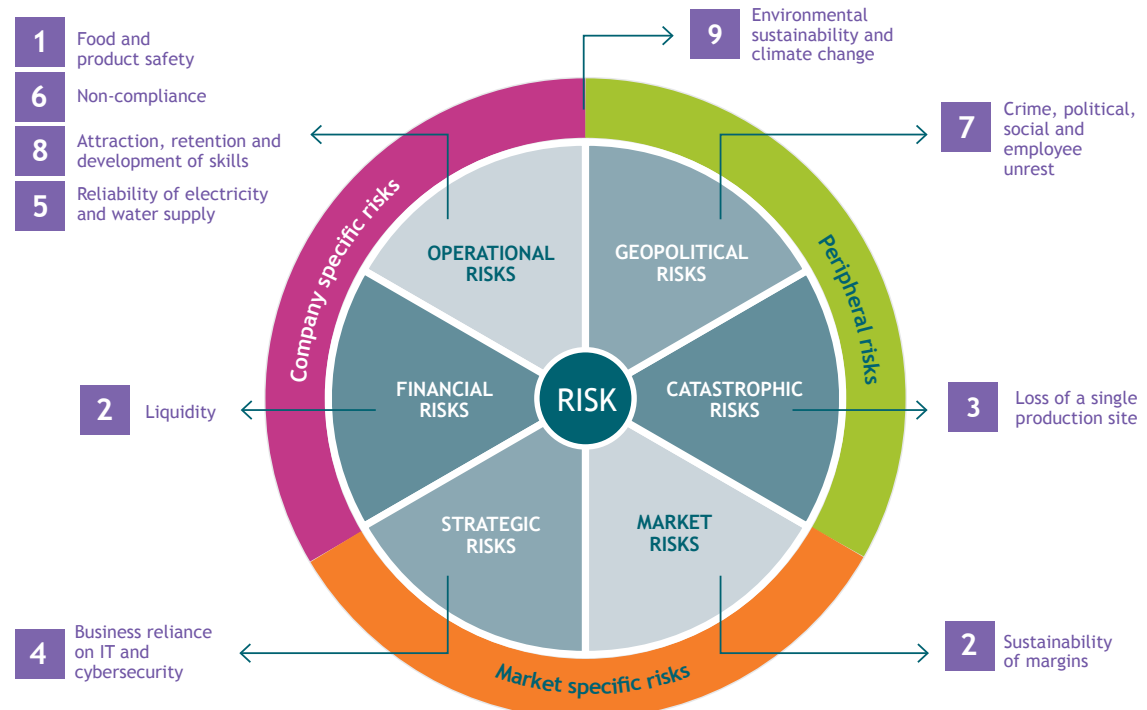 1
Food and
product safety
6
Non-compliance
8
Attraction, retention and
development of skills
5
Reliability of electricity
and water supply
9
Environmental
sustainability and
climate change
7
Crime, political,
social and
employee
unrest
Company specific risks
Peripheral risks
OPERATIONAL
RISKS
GEOPOLITICAL
RISKS
2
Liquidity
FINANCIAL
RISKS
RISK
CATASTROPHIC
RISKS
3
Loss of a single
production site
STRATEGIC
RISKS
MARKET
RISKS
4
Business reliance
on IT and
cybersecurity
Market specific risks
2
Sustainability
of margins